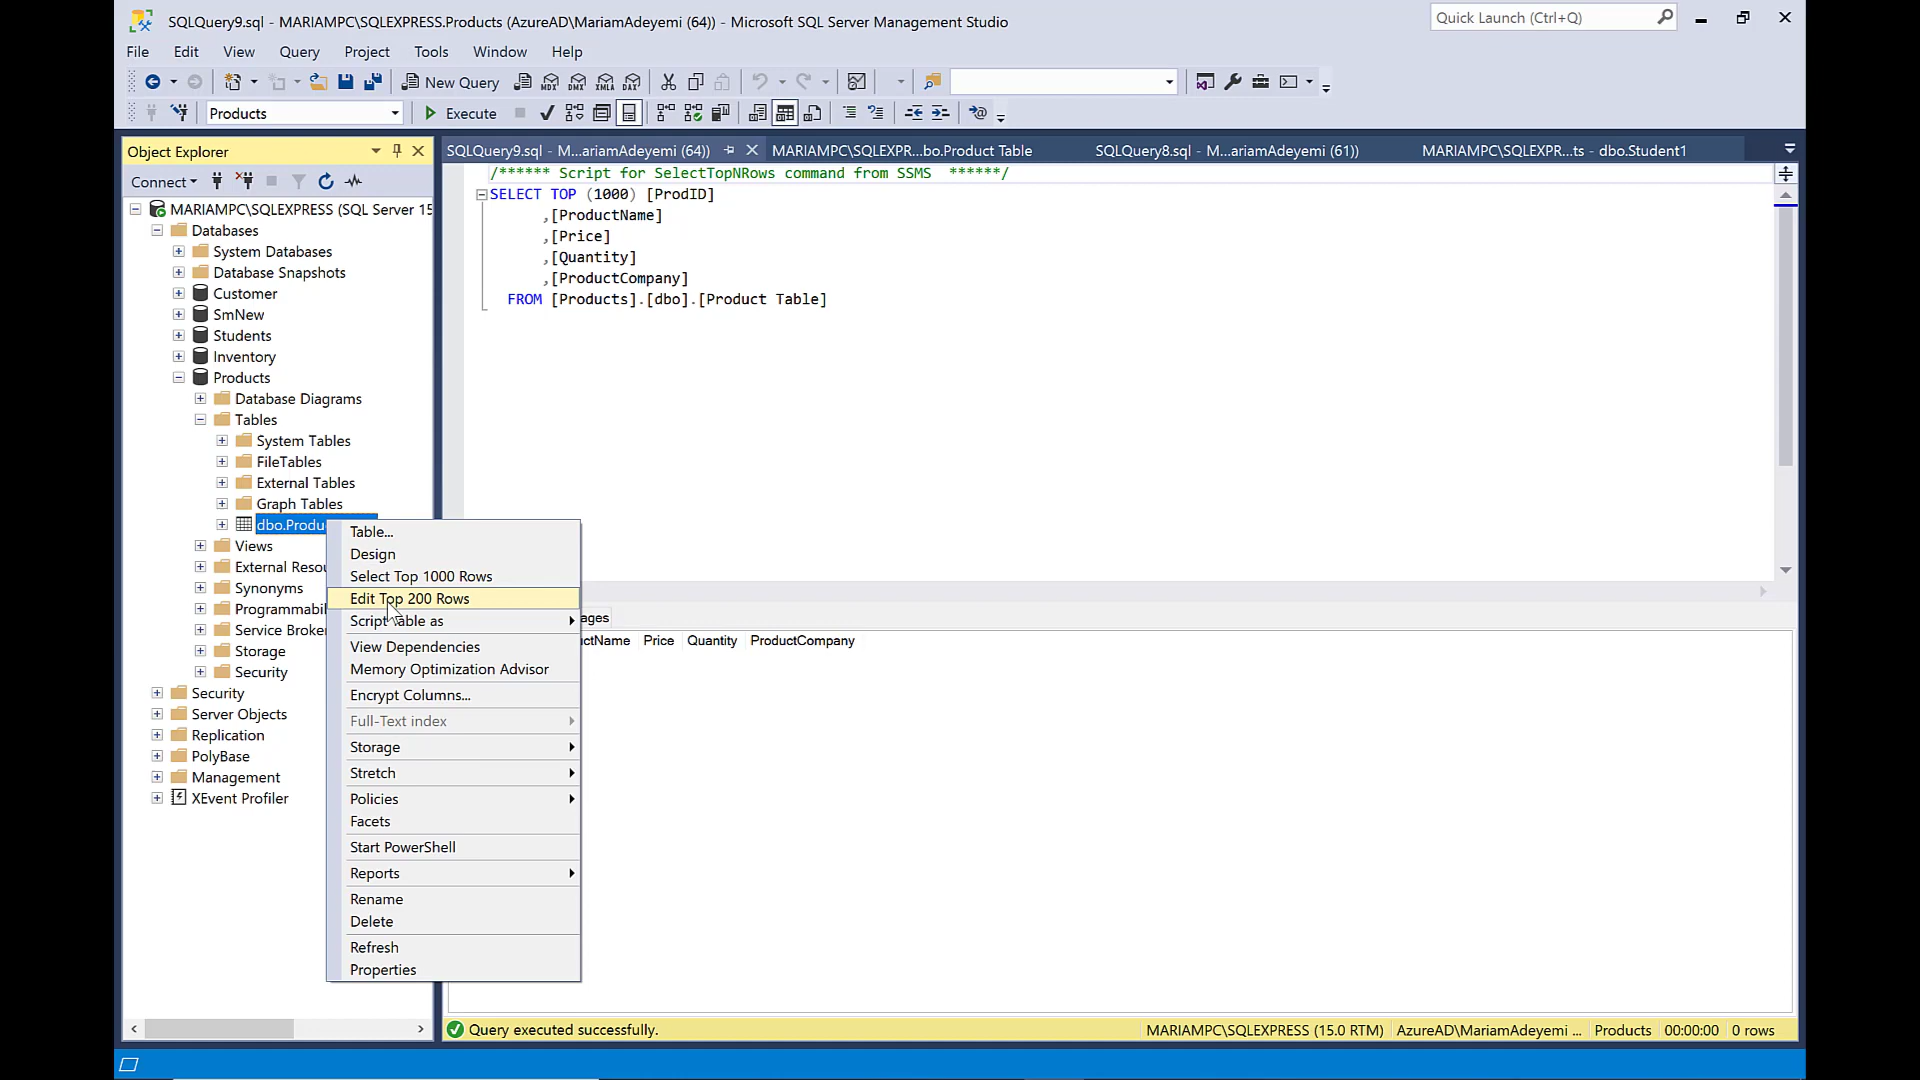 SQLQuery9.sql - MARIAMPC\SQLEXPRESS.Products (AzureAD\MariamAdeyemi (64)) - Microsoft SQL Server Management Studio
Quick Launch (Ctrl+Q)
File Edit View Query Project Tools Window Help
New Query MDX DMX XMLA DAX
Products Execute
Object Explorer
SQLQuery9.sql - M...ariamAdeyemi (64)) MARIAMPC\SQLEXPR...bo.Product Table SQLQuery8.sql - M...ariamAdeyemi (61)) MARIAMPC\SQLEXPR...ts - dbo.Student1
Connect
MARIAMPC\SQLEXPRESS (SQL Server 15
Databases
System Databases
Database Snapshots
Customer
SmNew
Students
Inventory
Products
Database Diagrams
Tables
System Tables
FileTables
External Tables
Graph Tables
dbo.Produ
Views
External Resou
Synonyms
Programmabil
Service Broker
Storage
Security
Security
Server Objects
Replication
PolyBase
Management
XEvent Profiler
/****** Script for SelectTopNRows command from SSMS ******/
SELECT TOP (1000) [ProdID]
,[ProductName]
,[Price]
,[Quantity]
,[ProductCompany]
FROM [Products].[dbo].[Product Table]
Table...
Design
Select Top 1000 Rows
Edit Top 200 Rows
Script Table as
View Dependencies
Memory Optimization Advisor
Encrypt Columns...
Full-Text index
Storage
Stretch
Policies
Facets
Start PowerShell
Reports
Rename
Delete
Refresh
Properties
ages
uctName Price Quantity ProductCompany
Query executed successfully. MARIAMPC\SQLEXPRESS (15.0 RTM) AzureAD\MariamAdeyemi ... Products 00:00:00 0 rows